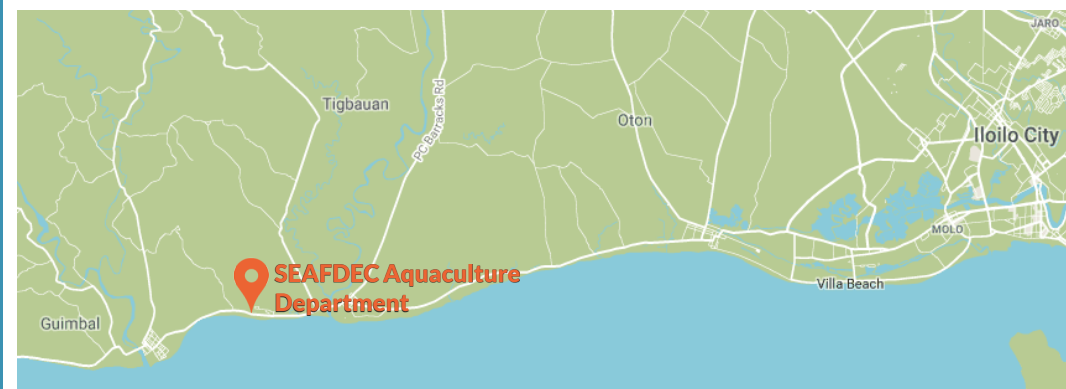 JARO
Tigbauan
PC Barracks Rd
Oton
Iloilo City
MOLO
SEAFDEC Aquaculture
Department
Villa Beach
Guimbal